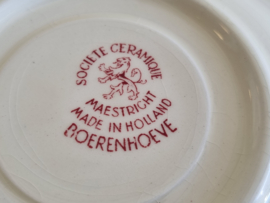 SOCIETE CERAMIQUE
MAESTRICHT
MADE IN HOLLAND
BOERENHOEVE